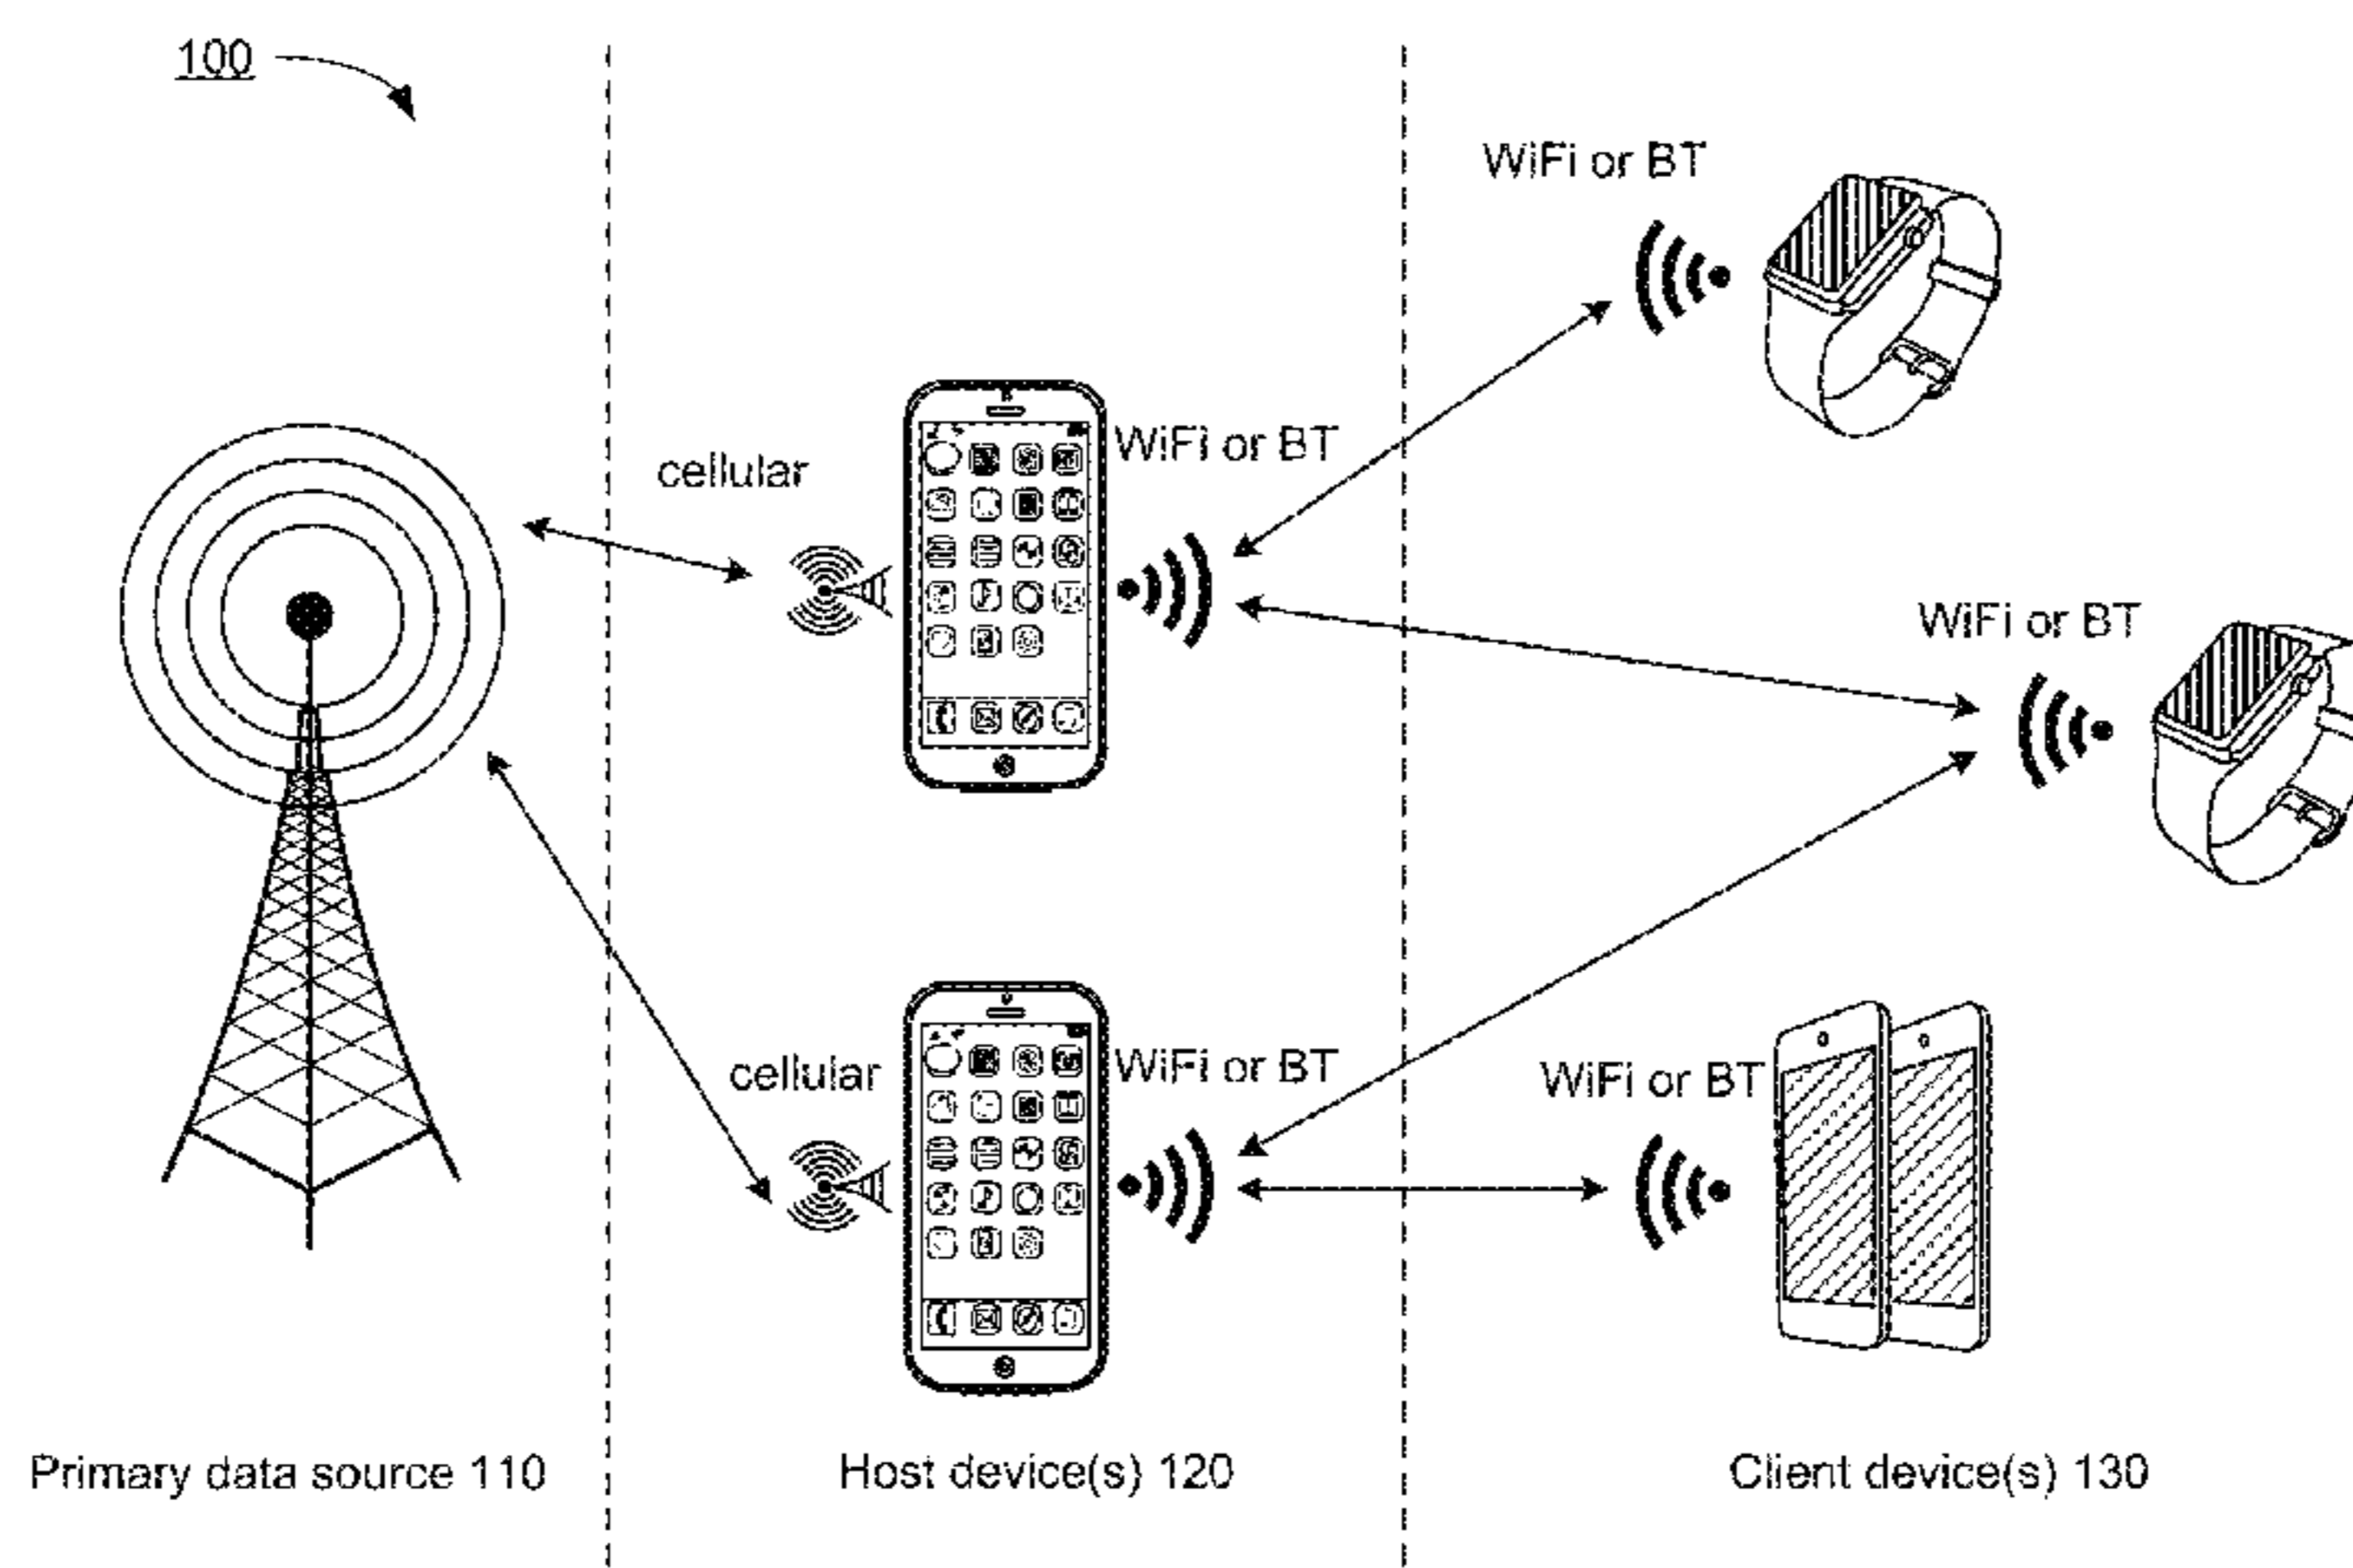 100
WiFi or BT
cellular
WiFi or BT
WiFi or BT
cellular
WiFi or BT
WiFi or BT
Primary data source 110
Host device(s) 120
Client device(s) 130